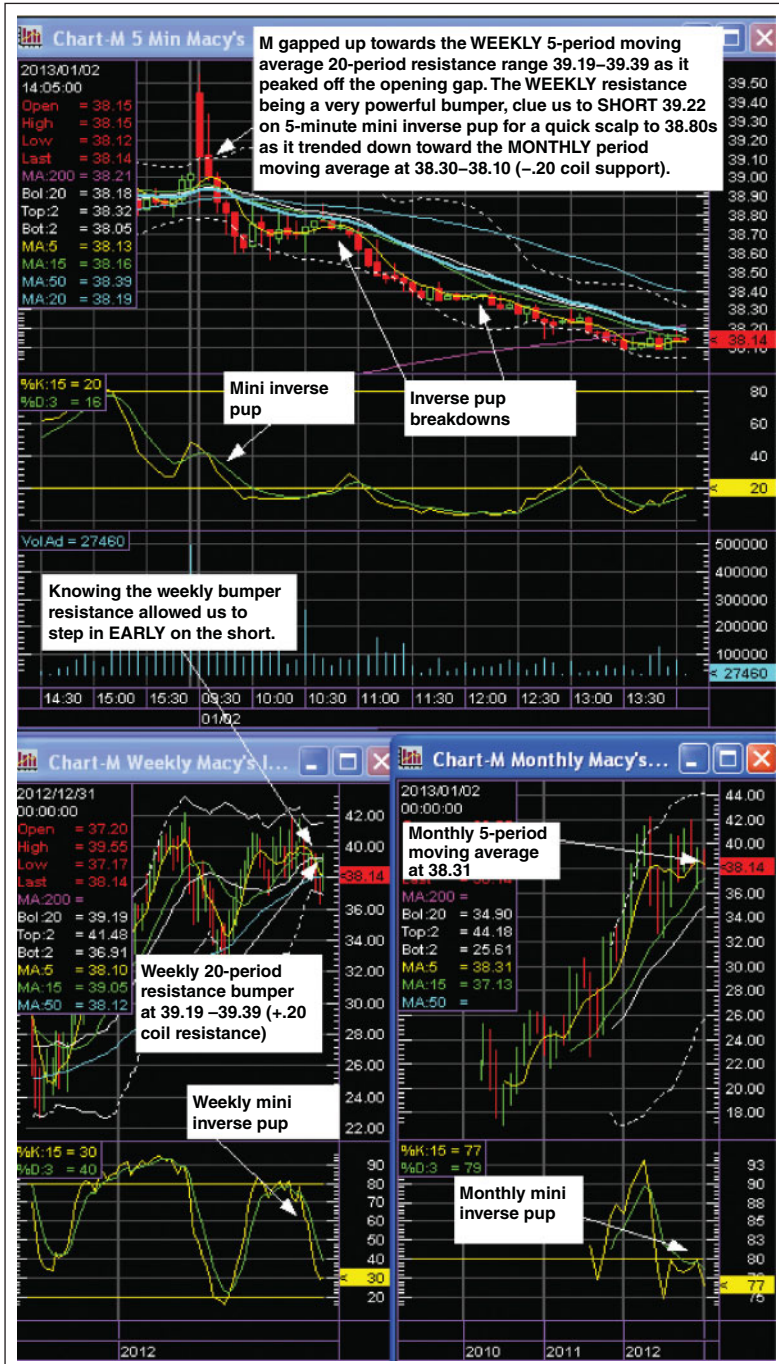 Chart-M 5 Min Macy's
M gapped up towards the WEEKLY 5-period moving
average 20-period resistance range 39.19–39.39 as it
peaked off the opening gap. The WEEKLY resistance
being a very powerful bumper, clue us to SHORT 39.22
on 5-minute mini inverse pup for a quick scalp to 38.80s
as it trended down toward the MONTHLY period
moving average at 38.30–38.10 (–.20 coil support).
2013/01/02
14:05:00
Open = 38.15
High = 38.15
Low = 38.12
Last = 38.14
MA:200 = 38.21
Bol:20 = 38.18
Top:2 = 38.32
Bot:2 = 38.05
MA:5 = 38.13
MA:15 = 38.16
MA:50 = 38.39
MA:20 = 38.19
39.50
39.40
39.30
39.20
39.10
39.00
38.90
38.80
38.70
38.60
38.50
38.40
38.30
38.20
38.14
38.10
%K:15 = 20
%D:3 = 16
Mini inverse
pup
Inverse pup
breakdowns
80
60
40
20
Vol.Ad = 27460
500000
400000
300000
200000
100000
27460
Knowing the weekly bumper
resistance allowed us to
step in EARLY on the short.
14:30 15:00 15:30 09:30 10:00 10:30 11:00 11:30 12:00 12:30 13:00 13:30
01/02
Chart-M Weekly Macy's I...
2012/12/31
00:00:00
Open = 37.20
High = 39.55
Low = 37.17
Last = 38.14
MA:200 =
Bol:20 = 39.19
Top:2 = 41.48
Bot:2 = 36.91
MA:5 = 38.10
MA:15 = 39.05
MA:50 = 38.12
42.00
40.00
38.14
36.00
34.00
32.00
30.00
28.00
26.00
24.00
22.00
Weekly 20-period
resistance bumper
at 39.19 –39.39 (+.20
coil resistance)
Weekly mini
inverse pup
%K:15 = 30
%D:3 = 40
90
80
70
60
50
40
30
20
2012
Chart-M Monthly Macy's...
2013/01/02
00:00:00
Monthly 5-period
moving average
at 38.31
MA:200 =
Bol:20 = 34.90
Top:2 = 44.18
Bot:2 = 25.61
MA:5 = 38.31
MA:15 = 37.13
MA:50 =
44.00
42.00
40.00
38.14
36.00
34.00
32.00
30.00
28.00
26.00
24.00
22.00
20.00
18.00
%K:15 = 77
%D:3 = 79
Monthly mini
inverse pup
93
90
88
85
83
80
77
75
2010 2011 2012